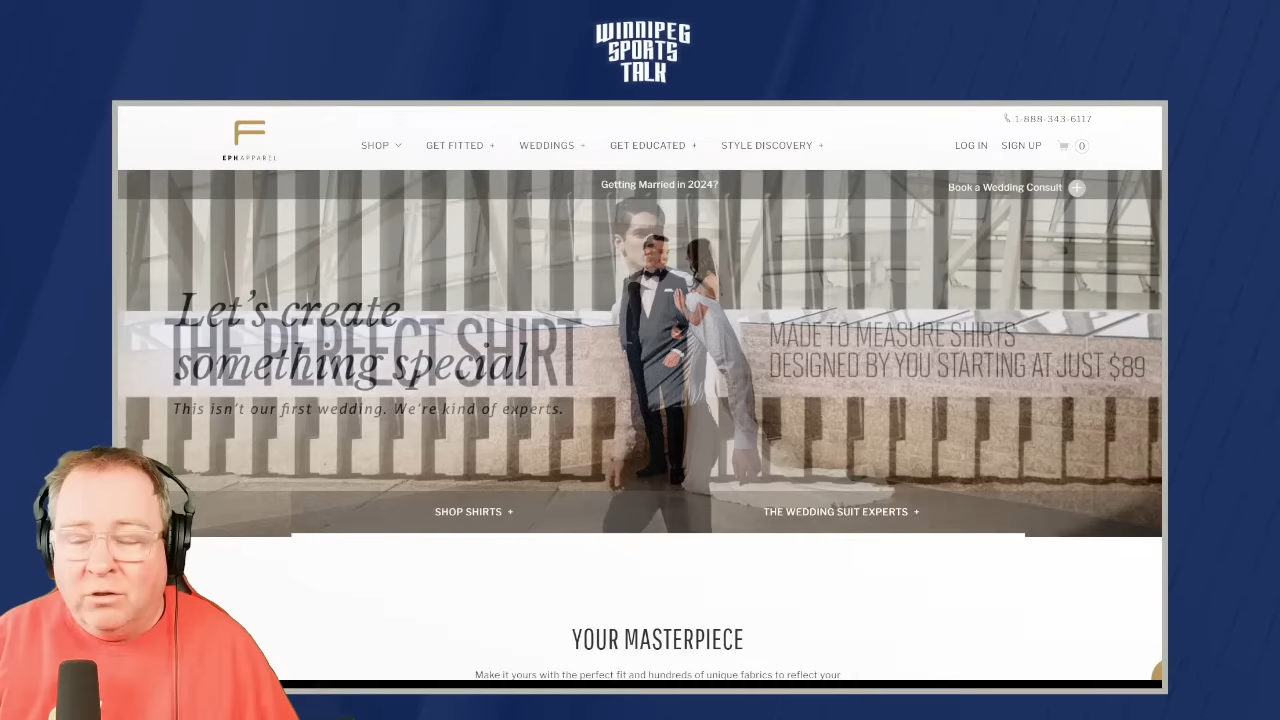 WINNIPEG
SPORTS
TALK
1-888-343-6117
EPHAPPAREL
SHOP
GET FITTED +
WEDDINGS +
GET EDUCATED +
STYLE DISCOVERY +
LOG IN
SIGN UP
0
Getting Married in 2024?
Book a Wedding Consult +
Let's create
something special
THE PERFECT SHIRT
This isn't our first wedding. We're kind of experts.
MADE TO MEASURE SHIRTS
DESIGNED BY YOU STARTING AT JUST $89
SHOP SHIRTS +
THE WEDDING SUIT EXPERTS +
YOUR MASTERPIECE
Make it yours with the perfect fit and hundreds of unique fabrics to reflect your